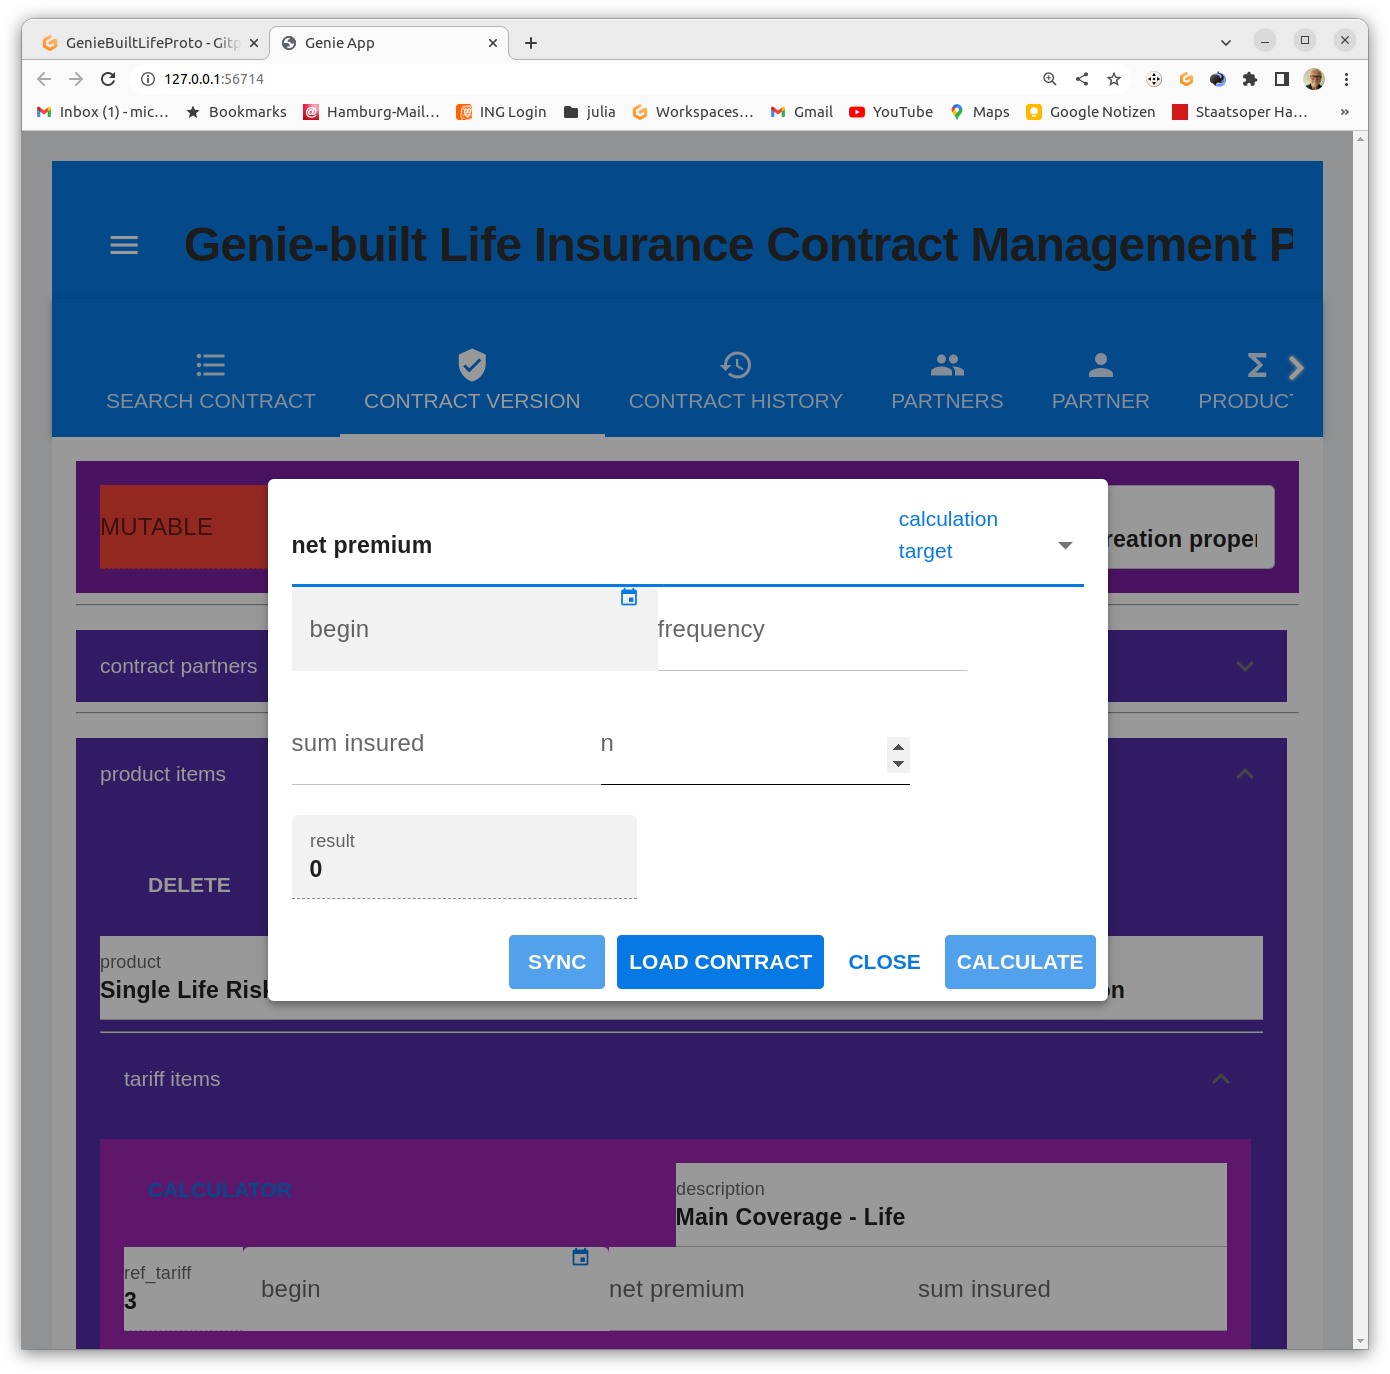 GenieBuiltLifeProto - Gitp
Genie App
127.0.0.1:56714
Inbox (1) - mic...
Bookmarks
Hamburg-Mail...
ING Login
julia
Workspaces...
Gmail
YouTube
Maps
Google Notizen
Staatsoper Ha...
»
Genie-built Life Insurance Contract Management P
SEARCH CONTRACT
CONTRACT VERSION
CONTRACT HISTORY
PARTNERS
PARTNER
PRODUCT
MUTABLE
reation proper
net premium
calculation
target
begin
frequency
contract partners
sum insured
n
product items
result
0
DELETE
SYNC
LOAD CONTRACT
CLOSE
CALCULATE
product
Single Life Risk
n
tariff items
CALCULATOR
description
Main Coverage - Life
ref_tariff
3
begin
net premium
sum insured